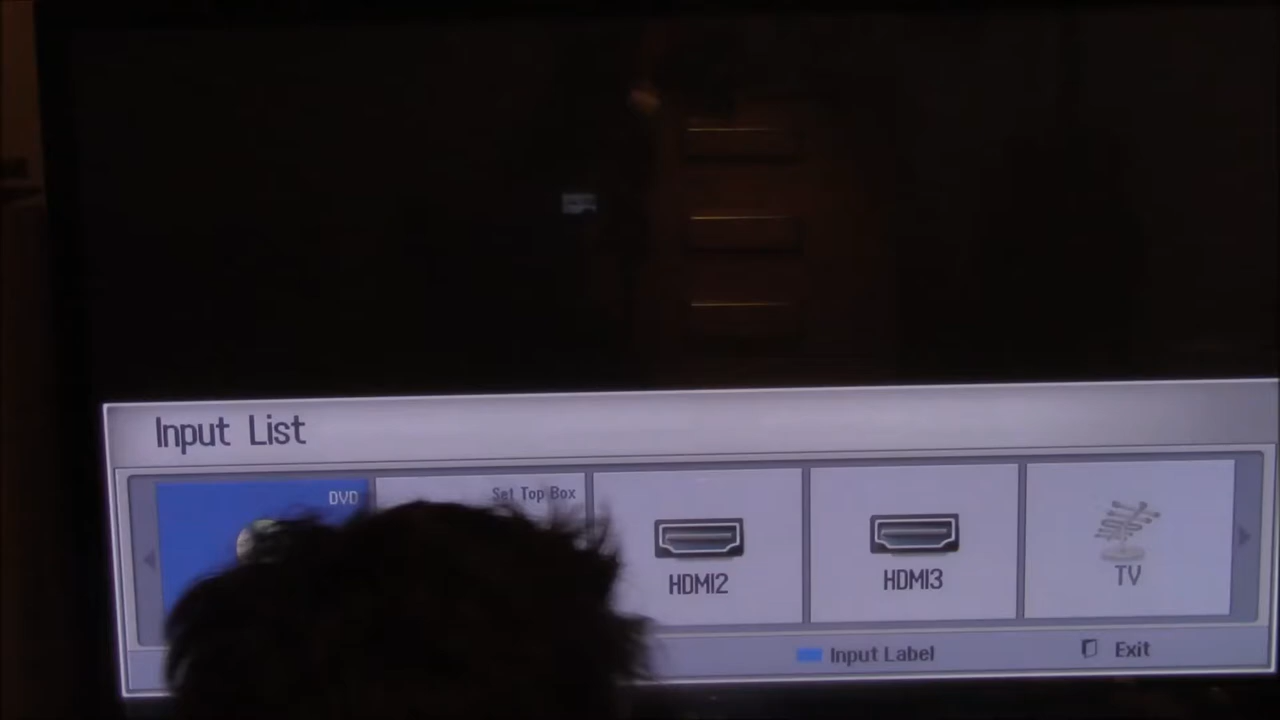 Input List
DVD
Set Top Box
HDMI2
HDMI3
TV
Input Label
Exit